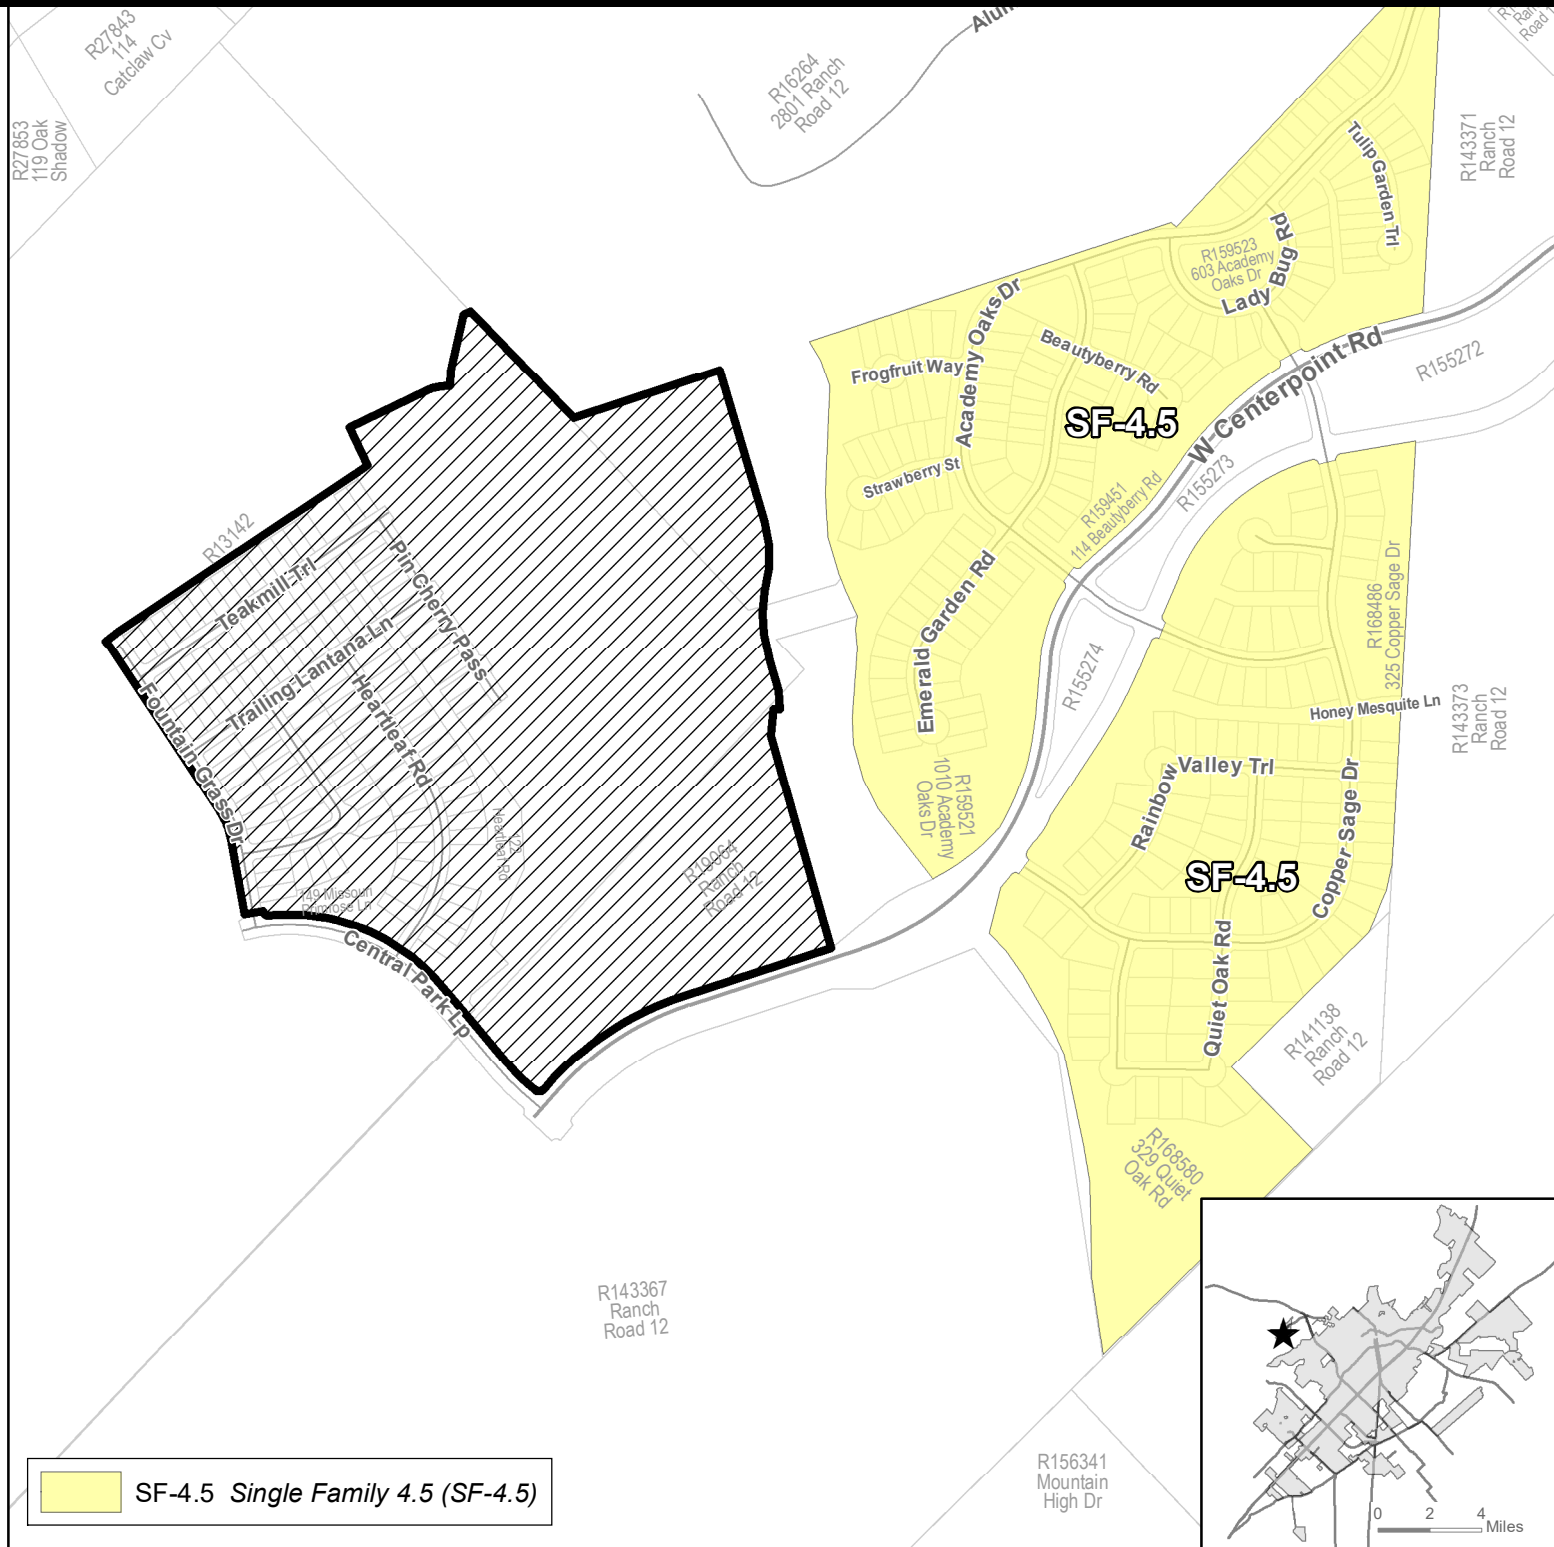 R27843
114
Catclaw Cv
R27853
119 Oak
Shadow
R16264
2801 Ranch
Road 12
R143371
Ranch
Road 12
Tulip Garden Trl
R159523
603 Academy
Oaks Dr
Lady Bug Rd
Academy Oaks Dr
Beautyberry Rd
Frogfruit Way
SF-4.5
W Centerpoint Rd
R155272
Strawberry St
R159451
114 Beautyberry Rd
R155273
R13142
Teakmill Trl
Pin Cherry Pass
Trailing Lantana Ln
Heartleaf Rd
Fountain Grass Dr
Emerald Garden Rd
R168486
325 Copper Sage Dr
R155274
Honey Mesquite Ln
R143373
Ranch
Road 12
Rainbow Valley Trl
R159521
1010 Academy
Oaks Dr
122
Heartleaf Rd
R19064
Ranch
Road 12
149 Missouri
Primrose Ln
Central Park Lp
SF-4.5
Copper Sage Dr
Quiet Oak Rd
R141138
Ranch
Road 12
R168580
329 Quiet
Oak Rd
R143367
Ranch
Road 12
R156341
Mountain
High Dr
SF-4.5 Single Family 4.5 (SF-4.5)
0 2 4
Miles